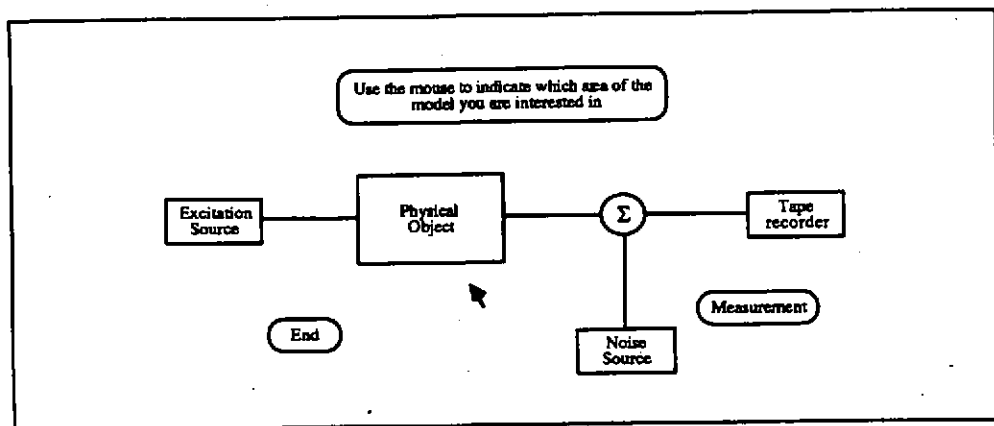 Use the mouse to indicate which area of the
model you are interested in
Excitation
Source
Physical
Object
Σ
Tape
recorder
Measurement
End
Noise
Source